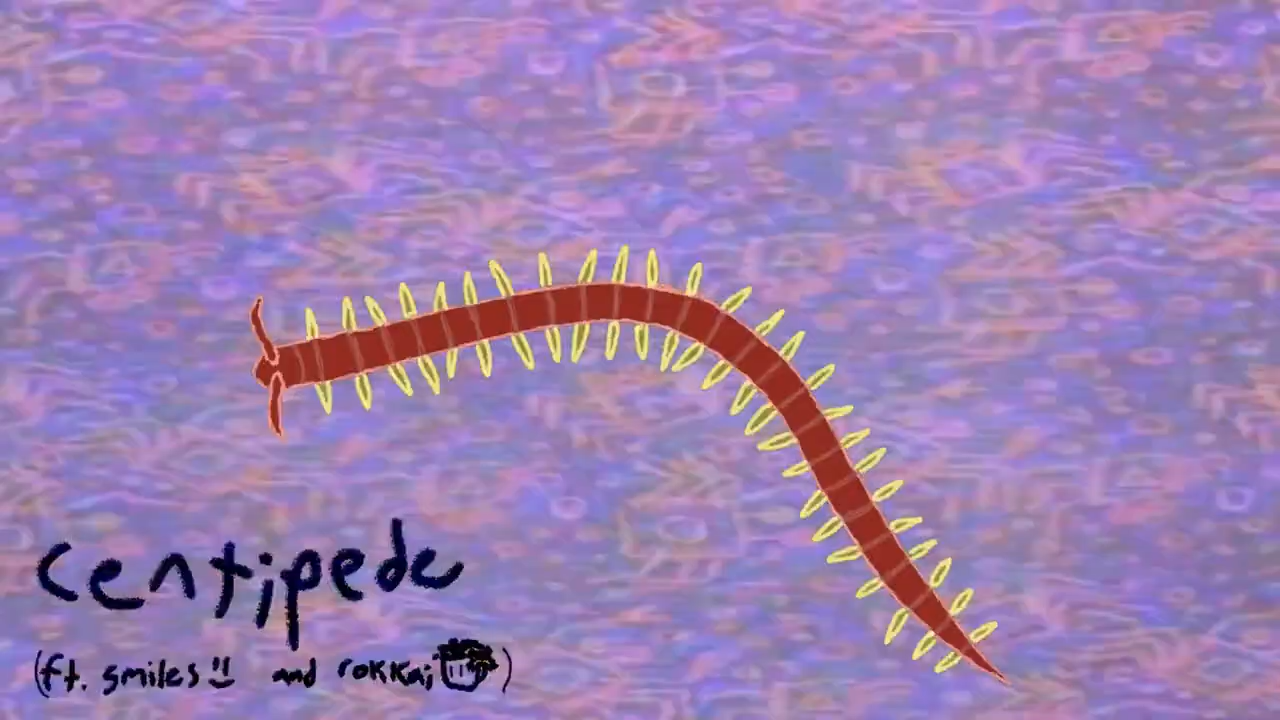 centipede
(ft. smiles and rokkai)